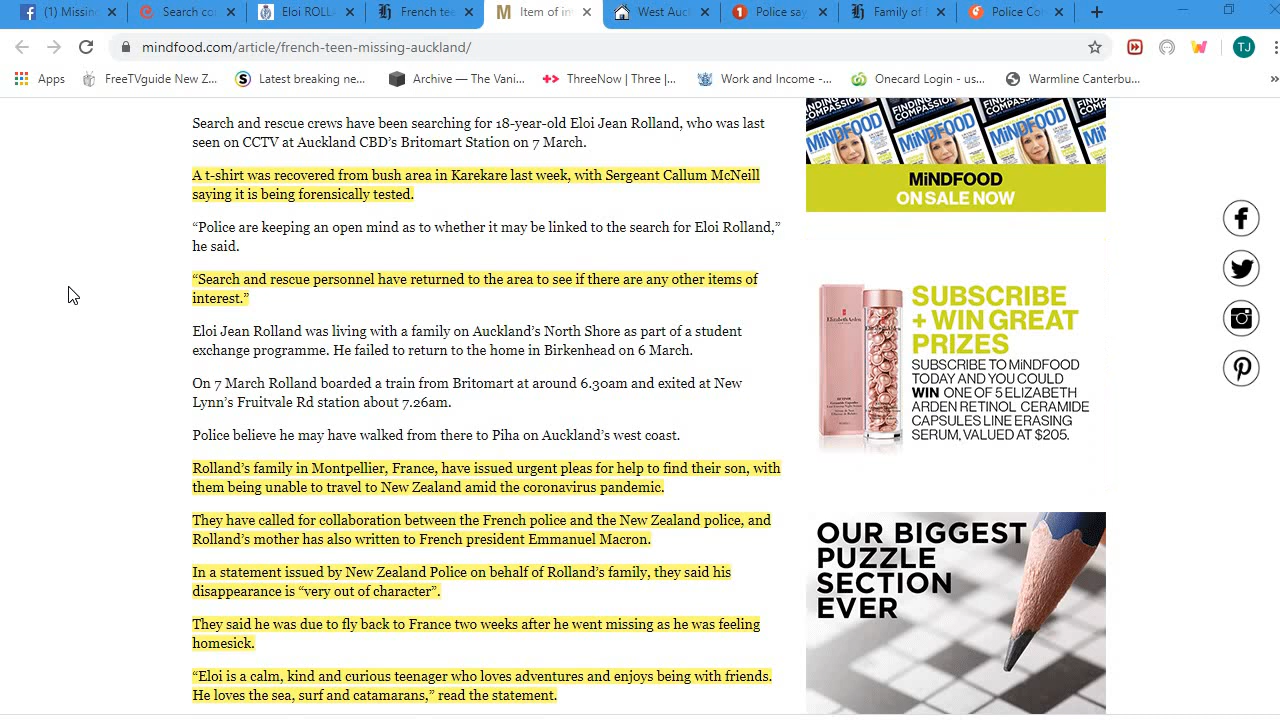 (1) Missing
Search co
Eloi ROLL
French tee
Item of in
West Auc
Police say
Family of
Police Co
mindfood.com/article/french-teen-missing-auckland/
TJ
Apps
FreeTVguide New Z...
Latest breaking ne...
Archive — The Vani...
ThreeNow | Three |...
Work and Income -...
Onecard Login - us...
Warmline Canterbu...
»
Search and rescue crews have been searching for 18-year-old Eloi Jean Rolland, who was last
seen on CCTV at Auckland CBD's Britomart Station on 7 March.
A t-shirt was recovered from bush area in Karekare last week, with Sergeant Callum McNeill
saying it is being forensically tested.
“Police are keeping an open mind as to whether it may be linked to the search for Eloi Rolland,”
he said.
“Search and rescue personnel have returned to the area to see if there are any other items of
interest.”
Eloi Jean Rolland was living with a family on Auckland's North Shore as part of a student
exchange programme. He failed to return to the home in Birkenhead on 6 March.
On 7 March Rolland boarded a train from Britomart at around 6.30am and exited at New
Lynn's Fruitvale Rd station about 7.26am.
Police believe he may have walked from there to Piha on Auckland's west coast.
Rolland's family in Montpellier, France, have issued urgent pleas for help to find their son, with
them being unable to travel to New Zealand amid the coronavirus pandemic.
They have called for collaboration between the French police and the New Zealand police, and
Rolland's mother has also written to French president Emmanuel Macron.
In a statement issued by New Zealand Police on behalf of Rolland's family, they said his
disappearance is “very out of character”.
They said he was due to fly back to France two weeks after he went missing as he was feeling
homesick.
“Eloi is a calm, kind and curious teenager who loves adventures and enjoys being with friends.
He loves the sea, surf and catamarans,” read the statement.
FINDING
COMPASSION
MiNDFOOD
MiNDFOOD
ON SALE NOW
Elizabeth Arden
SUBSCRIBE
+ WIN GREAT
PRIZES
SUBSCRIBE TO MiNDFOOD
TODAY AND YOU COULD
WIN ONE OF 5 ELIZABETH
ARDEN RETINOL CERAMIDE
CAPSULES LINE ERASING
SERUM, VALUED AT $205.
OUR BIGGEST
PUZZLE
SECTION
EVER